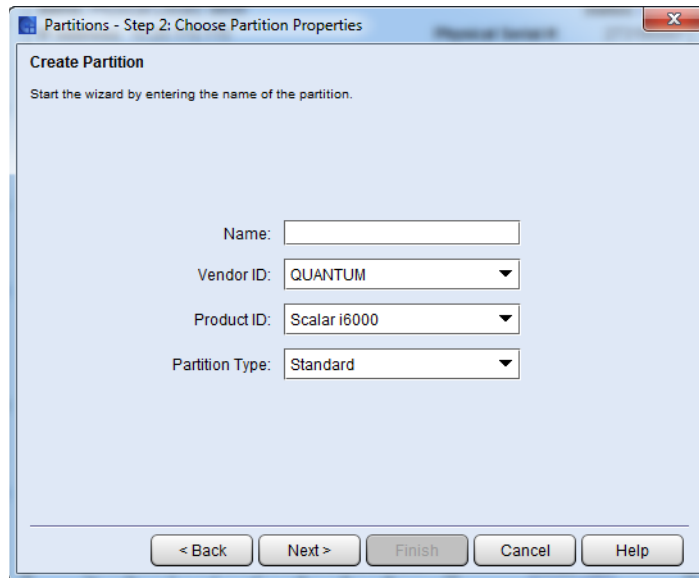 Partitions - Step 2: Choose Partition Properties
Create Partition
Start the wizard by entering the name of the partition.
Name:
Vendor ID: QUANTUM
Product ID: Scalar i6000
Partition Type: Standard
< Back Next > Finish Cancel Help